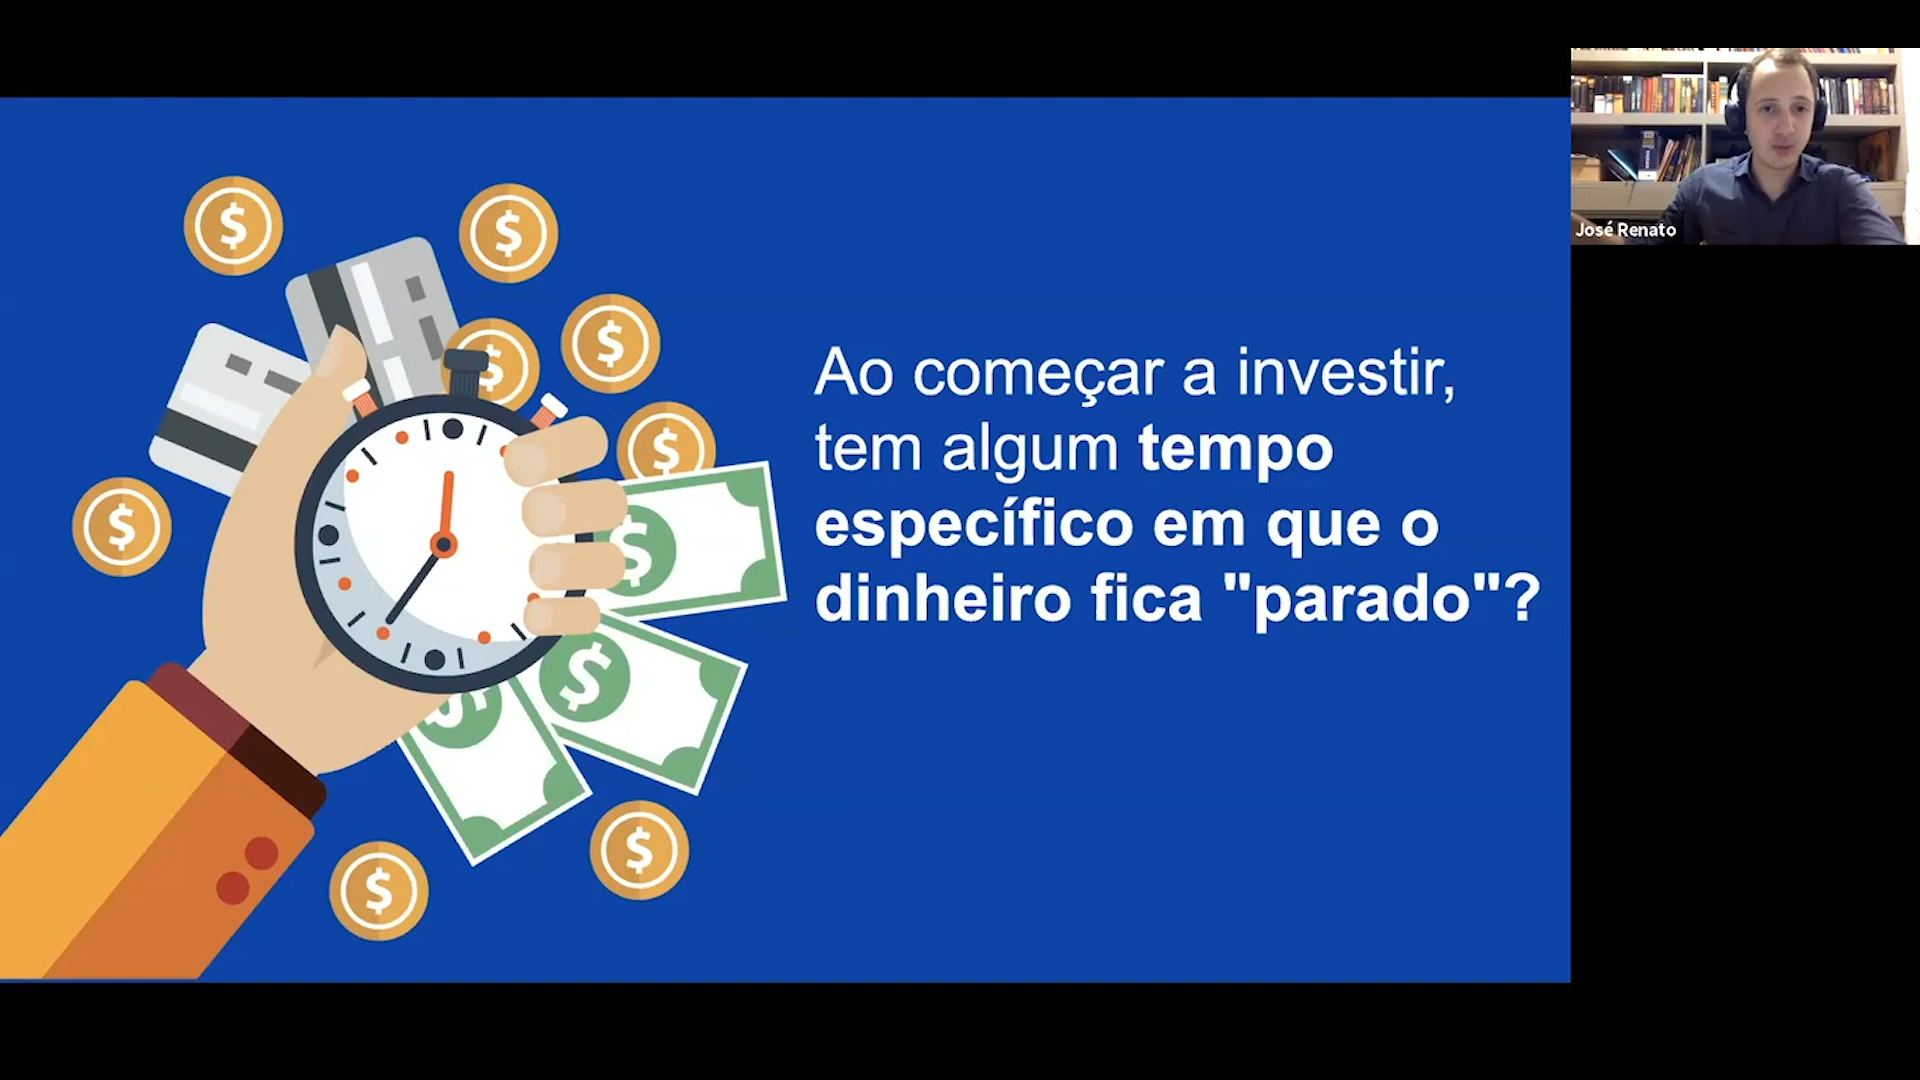 Ao começar a investir,
tem algum tempo
específico em que o
dinheiro fica "parado"?
José Renato
$
$
$
$
$
$
$
$
$
$
$